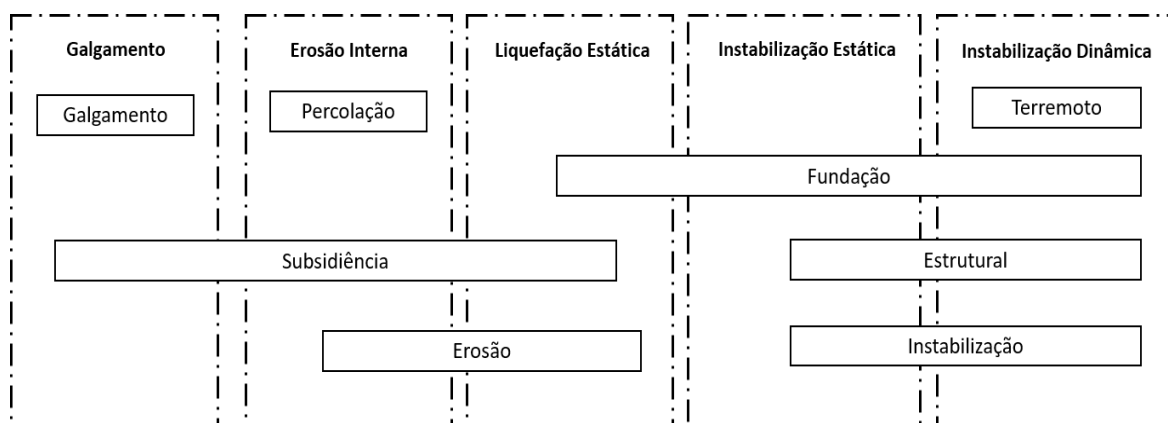 Galgamento
Erosão Interna
Liquefação Estática
Instabilização Estática
Instabilização Dinâmica
Galgamento
Percolação
Terremoto
Fundação
Subsidiência
Estrutural
Erosão
Instabilização